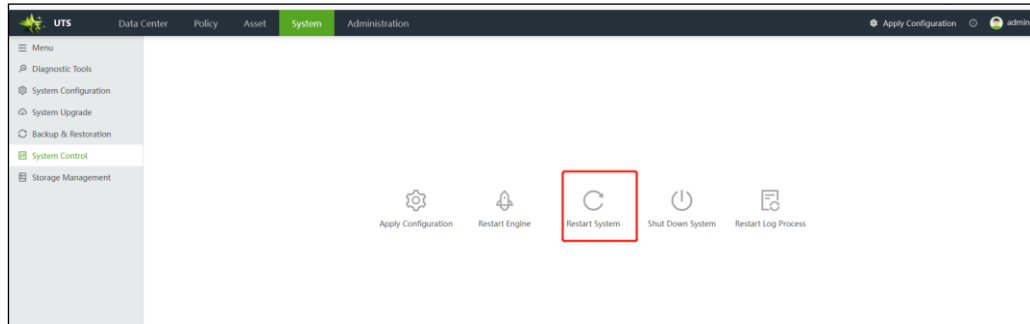 UTS Data Center Policy Asset System Administration Apply Configuration admin
Menu
Diagnostic Tools
System Configuration
System Upgrade
Backup & Restoration
System Control
Storage Management
Apply Configuration Restart Engine Restart System Shut Down System Restart Log Process